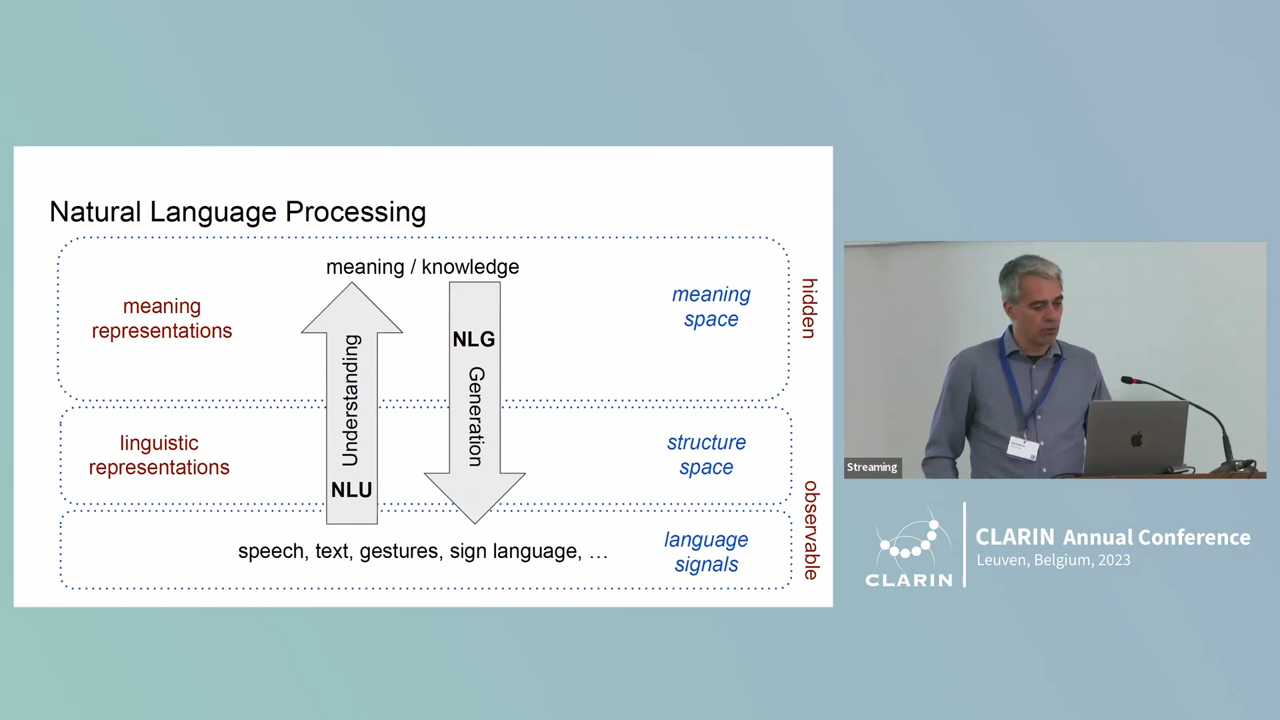 Natural Language Processing
meaning / knowledge
meaning
representations
NLG
Generation
Understanding
NLU
meaning
space
hidden
linguistic
representations
structure
space
observable
speech, text, gestures, sign language, …
language
signals
Streaming
CLARIN
CLARIN Annual Conference
Leuven, Belgium, 2023